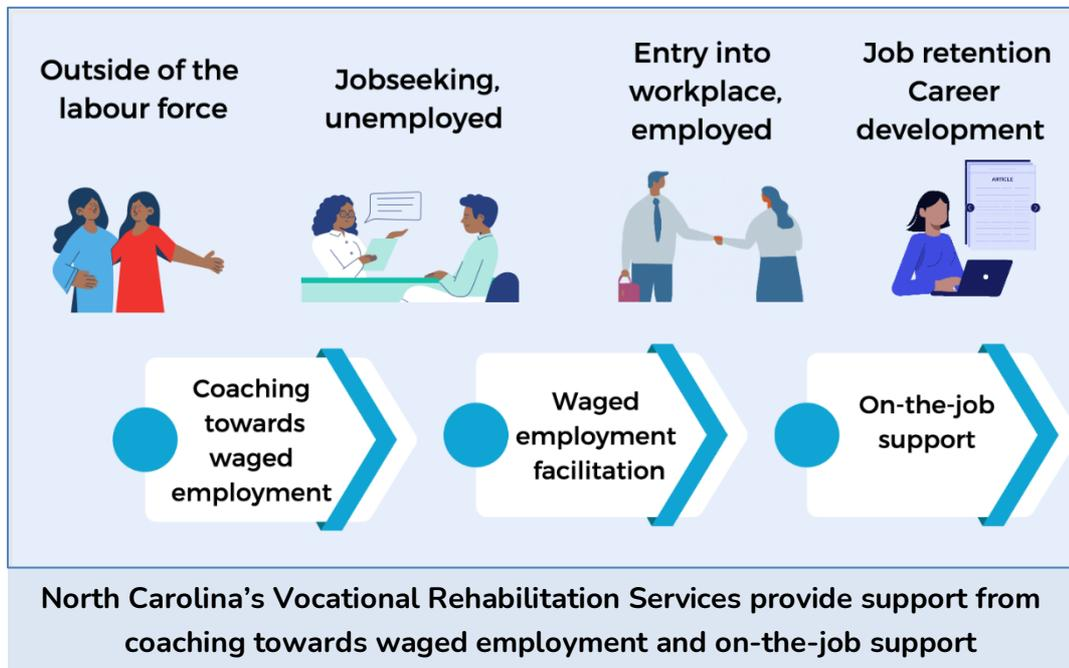 Outside of the
labour force
Jobseeking,
unemployed
Entry into
workplace,
employed
Job retention
Career
development
ARTICLE
Coaching
towards
waged
employment
Waged
employment
facilitation
On-the-job
support
North Carolina’s Vocational Rehabilitation Services provide support from
coaching towards waged employment and on-the-job support